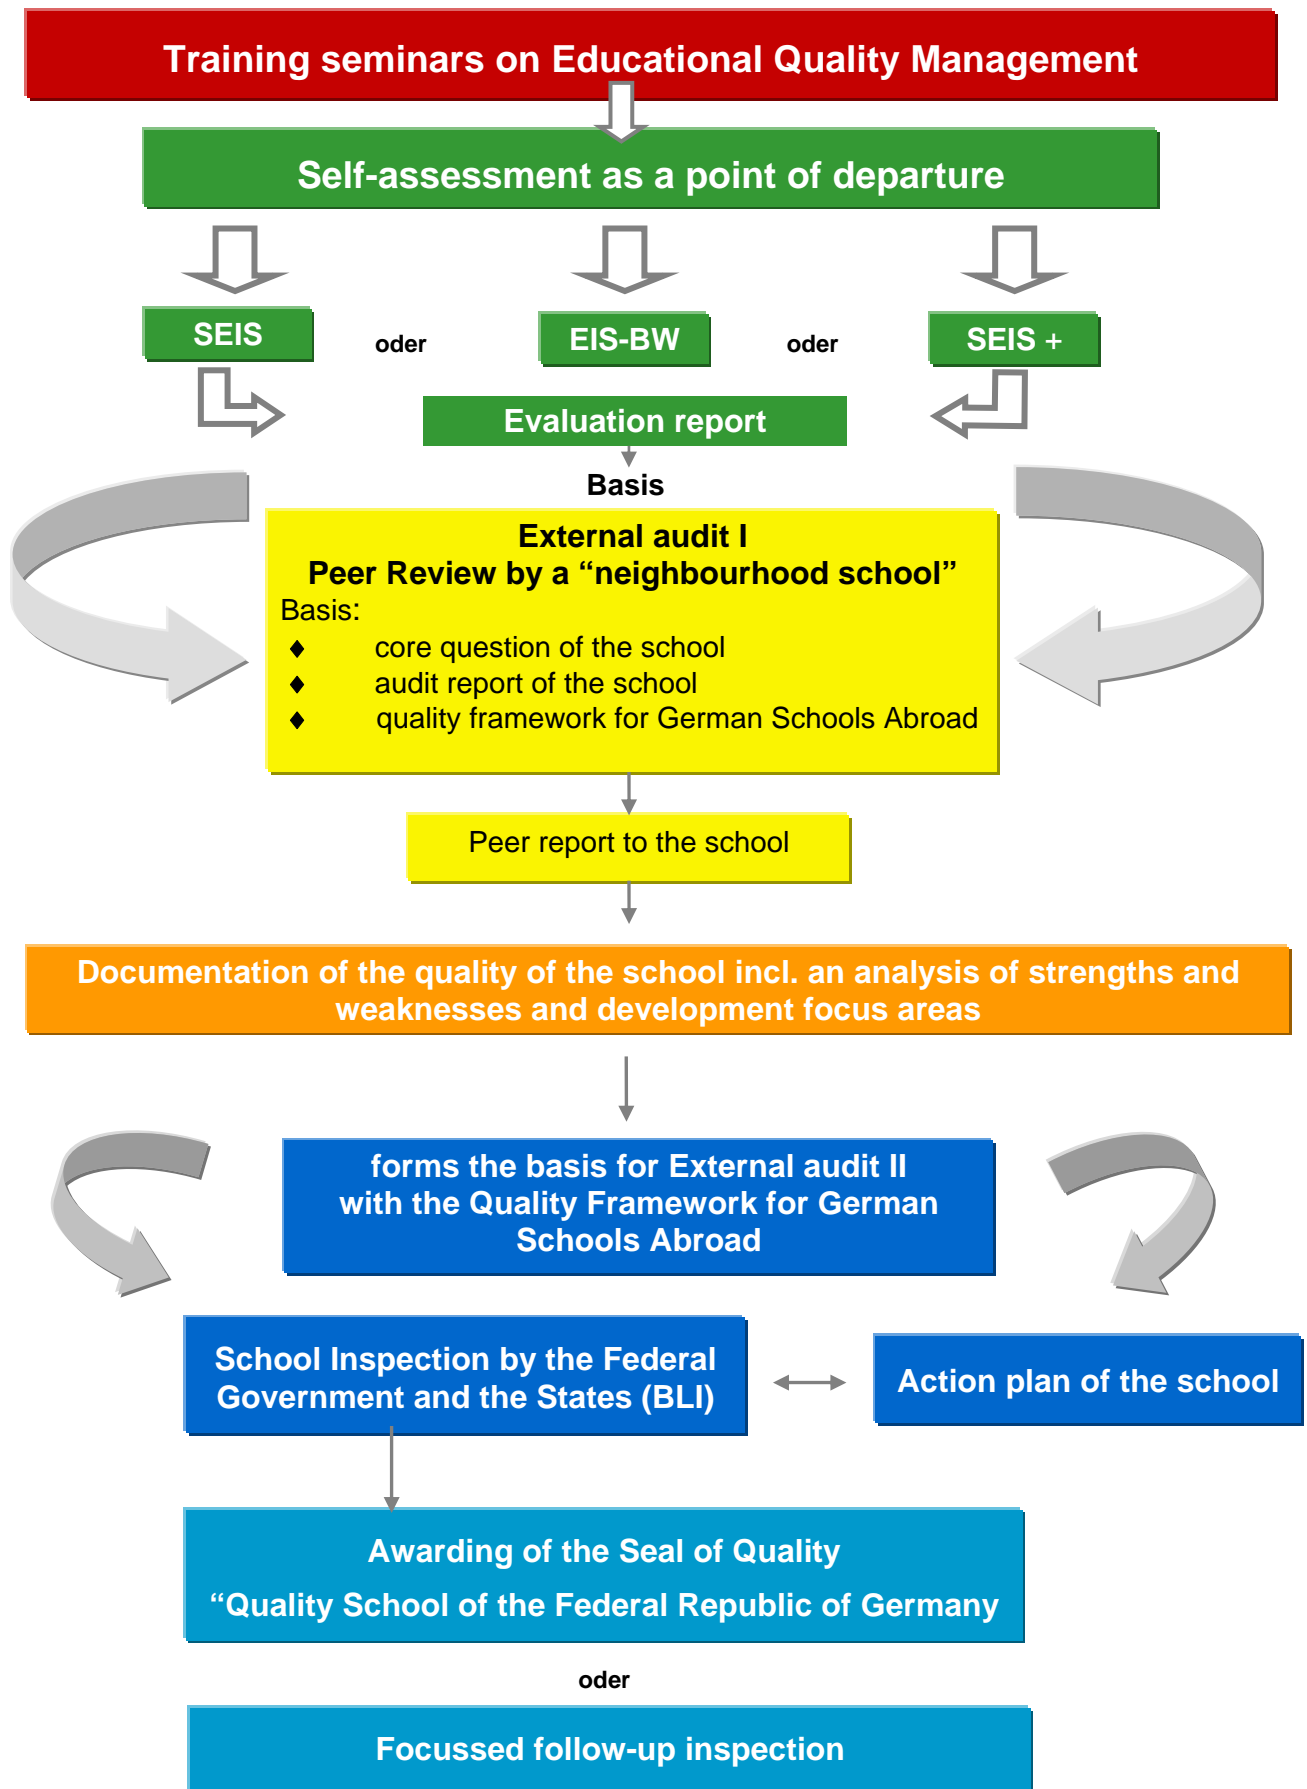 Training seminars on Educational Quality Management
Self-assessment as a point of departure
SEIS
oder
EIS-BW
oder
SEIS +
Evaluation report
Basis
External audit I
Peer Review by a “neighbourhood school”
Basis:
♦ core question of the school
♦ audit report of the school
♦ quality framework for German Schools Abroad
Peer report to the school
Documentation of the quality of the school incl. an analysis of strengths and
weaknesses and development focus areas
forms the basis for External audit II
with the Quality Framework for German
Schools Abroad
School Inspection by the Federal
Government and the States (BLI)
Action plan of the school
Awarding of the Seal of Quality
“Quality School of the Federal Republic of Germany
oder
Focussed follow-up inspection